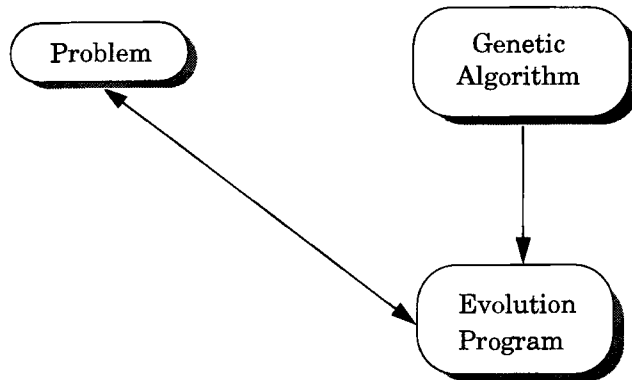 Problem
Genetic
Algorithm
Evolution
Program